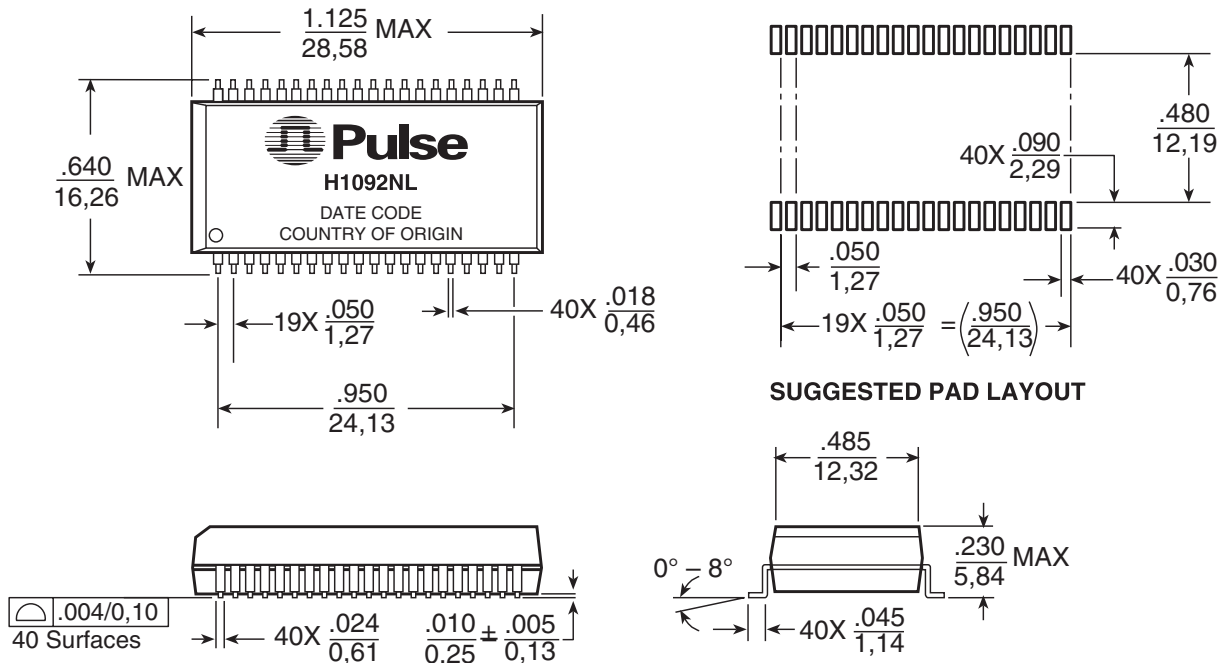 1.125
28,58 MAX
.640
16,26 MAX
Pulse
H1092NL
DATE CODE
COUNTRY OF ORIGIN
19X .050
1,27
40X .018
0,46
.950
24,13
.480
12,19
40X .090
2,29
.050
1,27
40X .030
0,76
19X .050
1,27
= ( .950
24,13 )
SUGGESTED PAD LAYOUT
.004/0,10
40 Surfaces
40X .024
0,61
.010
0,25
± .005
0,13
.485
12,32
.230
5,84 MAX
0° – 8°
40X .045
1,14